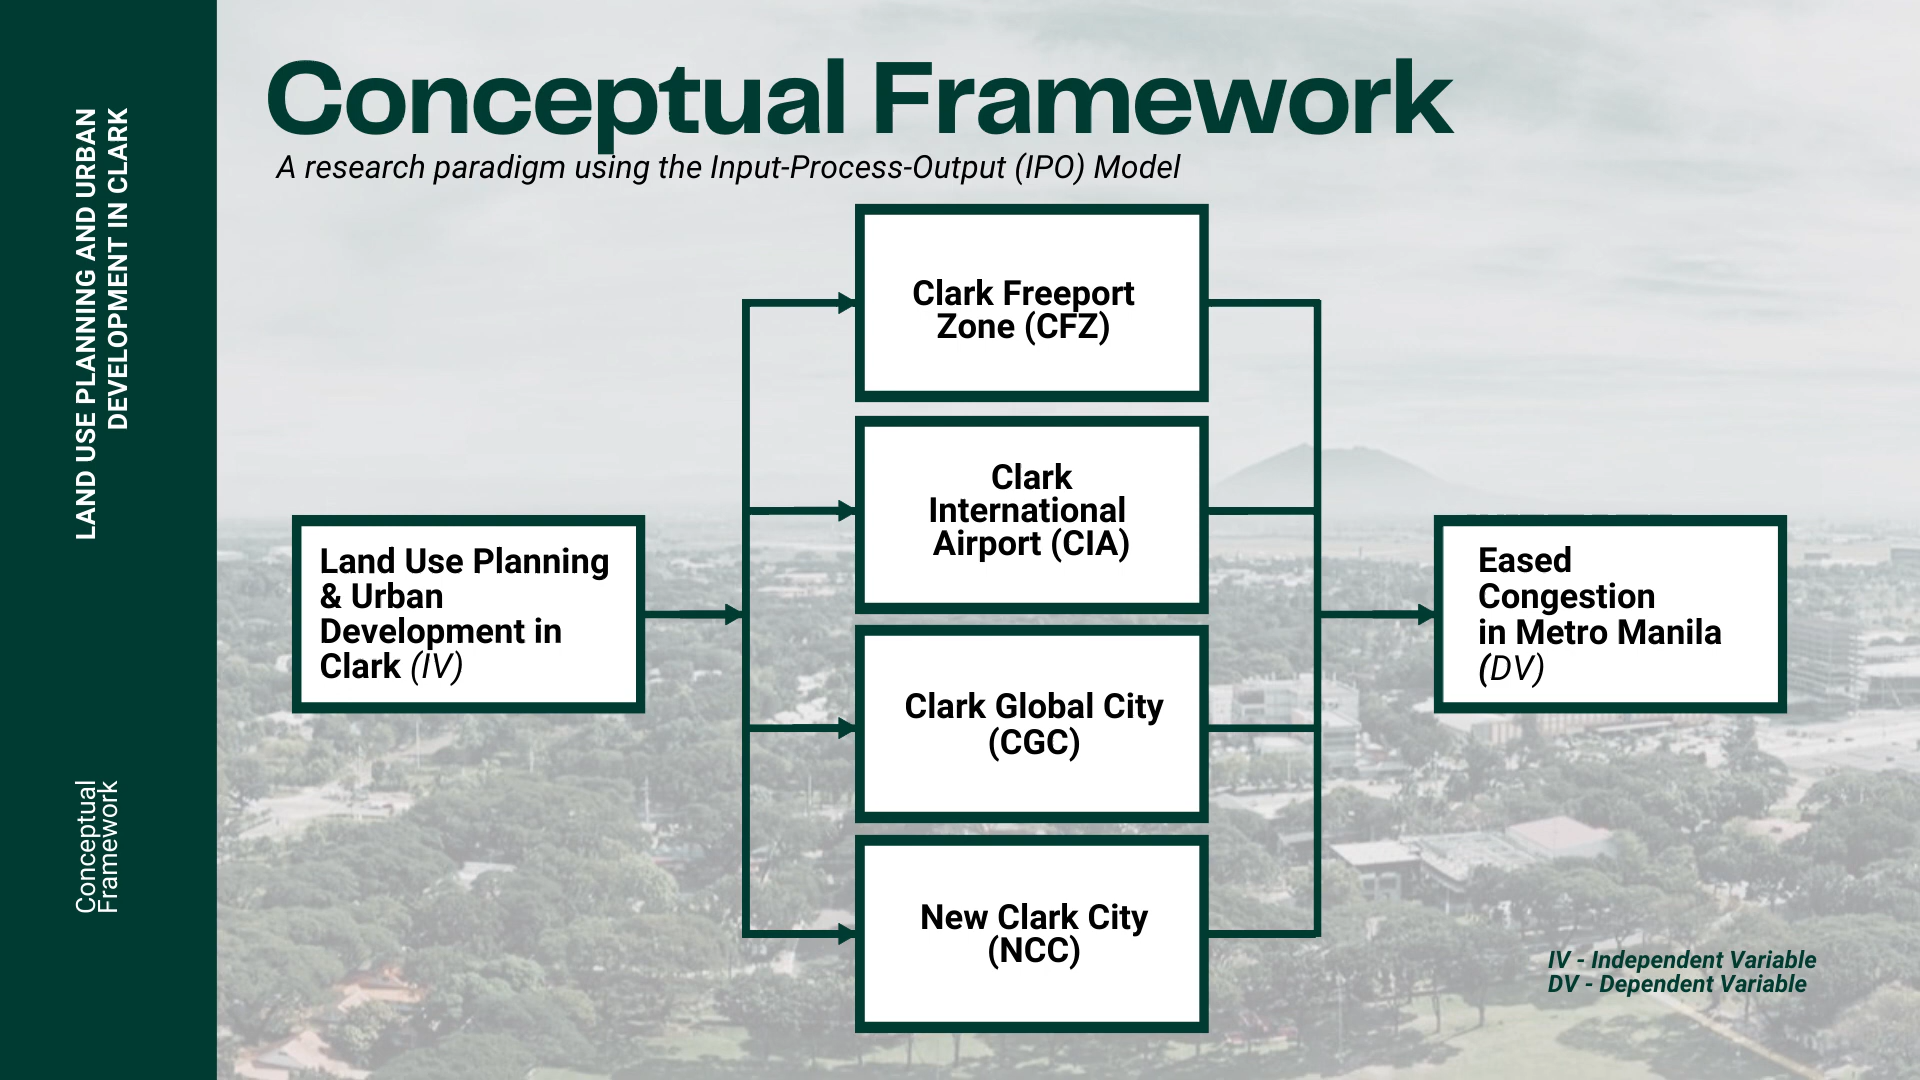 LAND USE PLANNING AND URBAN
DEVELOPMENT IN CLARK
Conceptual
Framework
Conceptual Framework
A research paradigm using the Input-Process-Output (IPO) Model
Land Use Planning
& Urban
Development in
Clark (IV)
Clark Freeport
Zone (CFZ)
Clark
International
Airport (CIA)
Clark Global City
(CGC)
New Clark City
(NCC)
Eased
Congestion
in Metro Manila
(DV)
IV - Independent Variable
DV - Dependent Variable